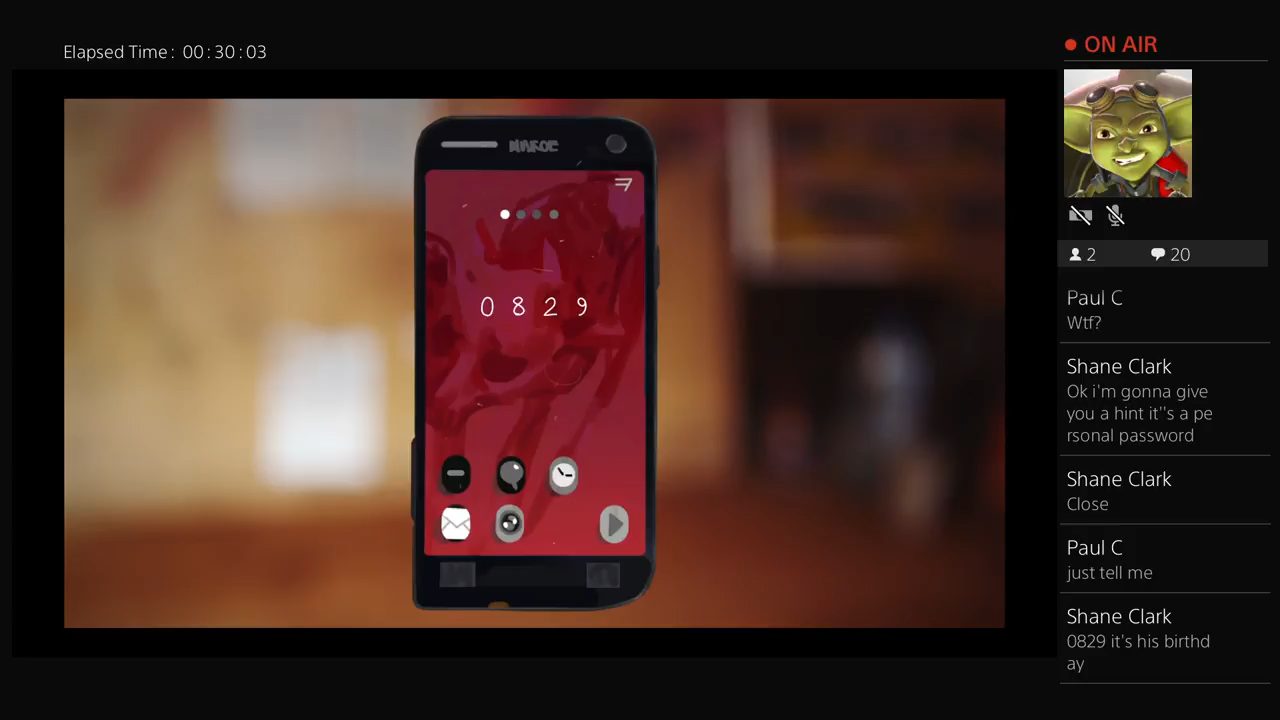 Elapsed Time: 00:30:03
ON AIR
0 8 2 9
2 20
Paul C
Wtf?
Shane Clark
Ok i'm gonna give
you a hint it''s a pe
rsonal password
Shane Clark
Close
Paul C
just tell me
Shane Clark
0829 it's his birthd
ay